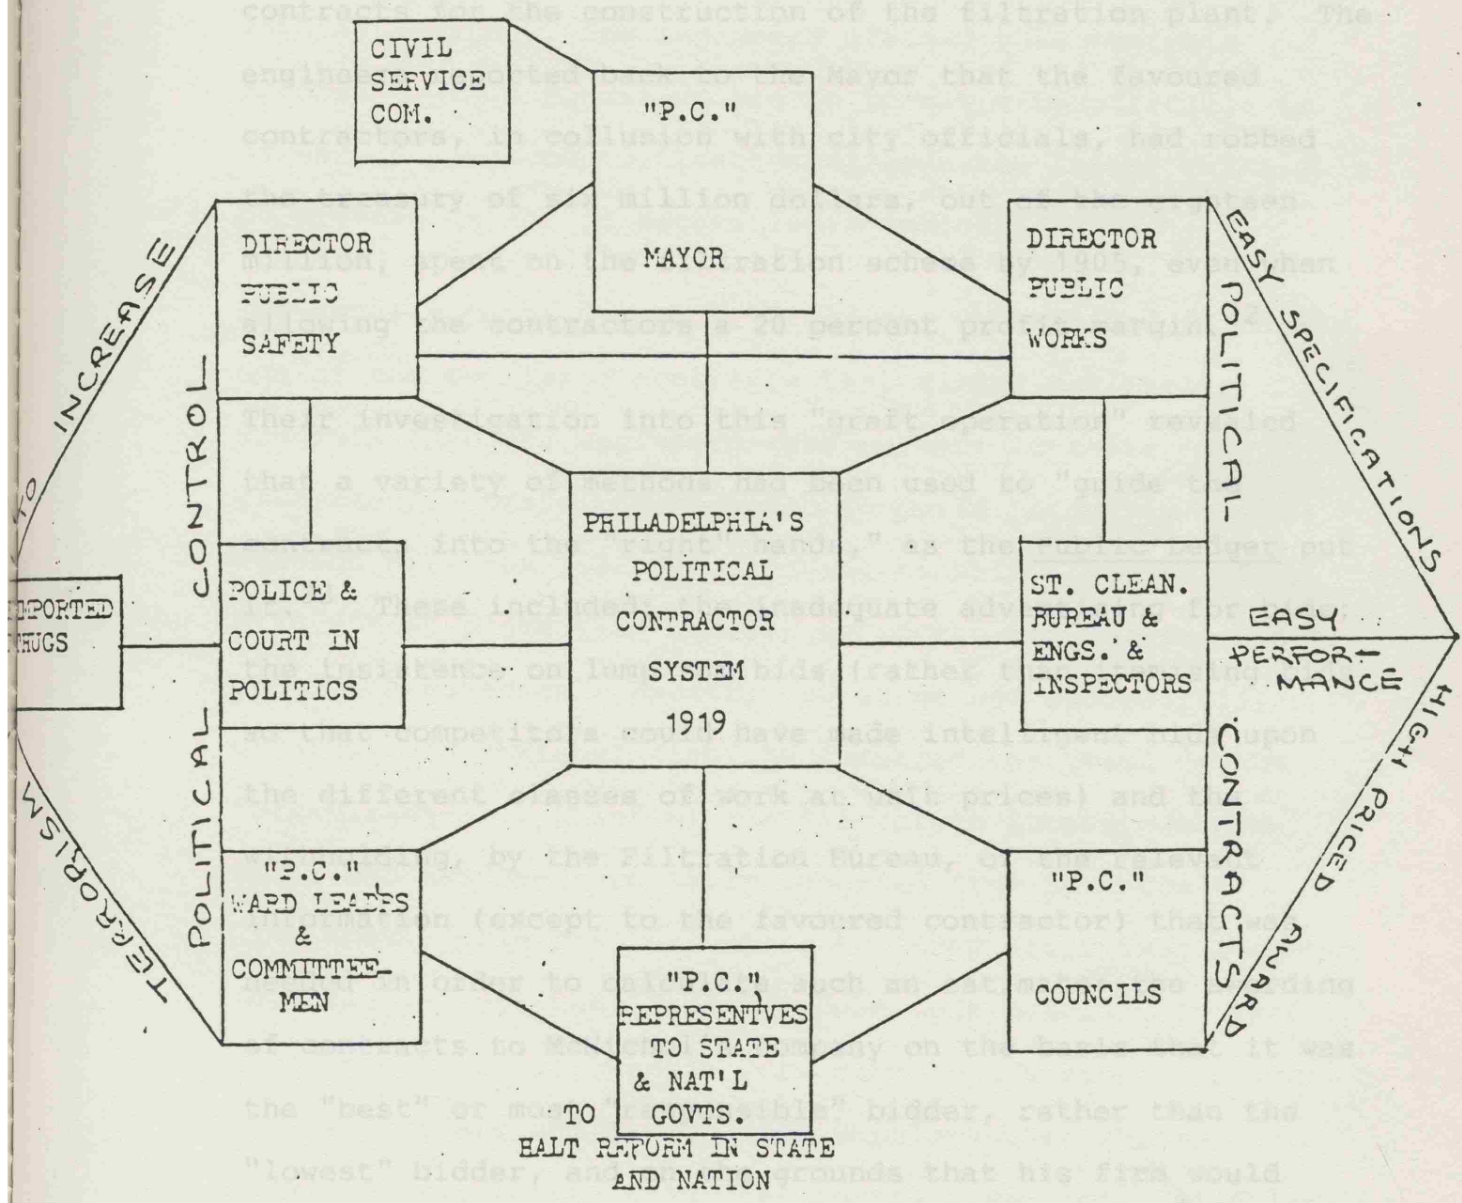 contracts for the construction of the filtration plant. The
back to the Mayor that the favoured
contractors, in collusion with city officials, had robbed
the treasury of six million dollars, out of the eighteen
million, spent on the filtration scheme by 1905, even when
allowing the contractors a 20 percent profit margin.
Their investigation into this "graft operation" revealed
that a variety of methods had been used to "guide the
contracts into the "right" hands," as the Public Ledger put
it. These included: the inadequate advertising for bids;
the insistence on lump bids (rather than
so that competitors could have made intelligent bids upon
the different classes of work at unit prices) and the
withholding, by the Filtration Bureau, of the relevant
information (except to the favoured contractor) that was
needed in order to calculate such an estimate; the awarding
of contracts to Company on the basis that it was
the "best" or most "responsible" bidder, rather than the
"lowest" bidder, and on the grounds that his firm would
CIVIL
SERVICE
COM.
"P.C."
MAYOR
DIRECTOR
PUBLIC
SAFETY
DIRECTOR
PUBLIC
WORKS
TO INCREASE
POLITICAL CONTROL
TERRORISM
IMPORTED
THUGS
POLICE &
COURT IN
POLITICS
PHILADELPHIA'S
POLITICAL
CONTRACTOR
SYSTEM
1919
ST. CLEAN.
BUREAU &
ENGS. &
INSPECTORS
EASY SPECIFICATIONS
POLITICAL CONTRACTS
EASY
PERFOR-
MANCE
HIGH PRICED AWARD
"P.C."
WARD LEAD'S
&
COMMITTEE-
MEN
"P.C."
REPRESENTVES
TO STATE
& NAT'L
GOVTS.
"P.C."
COUNCILS
TO
HALT REFORM IN STATE
AND NATION